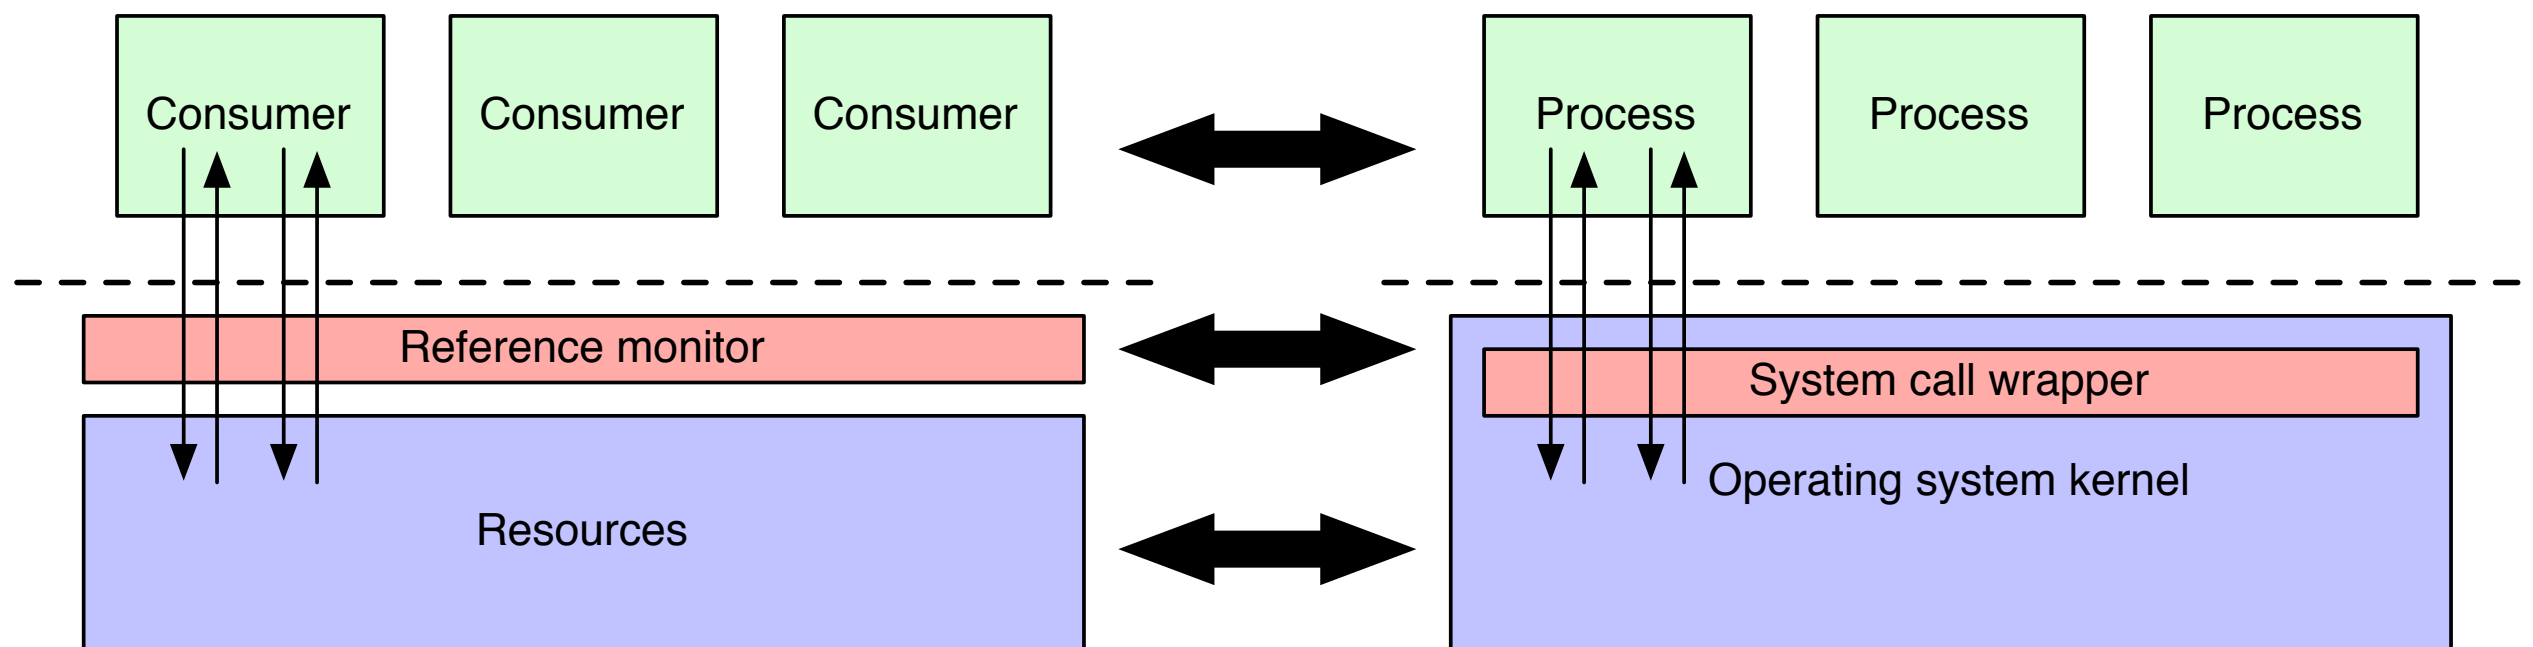 Consumer
Consumer
Consumer
Process
Process
Process
Reference monitor
System call wrapper
Operating system kernel
Resources